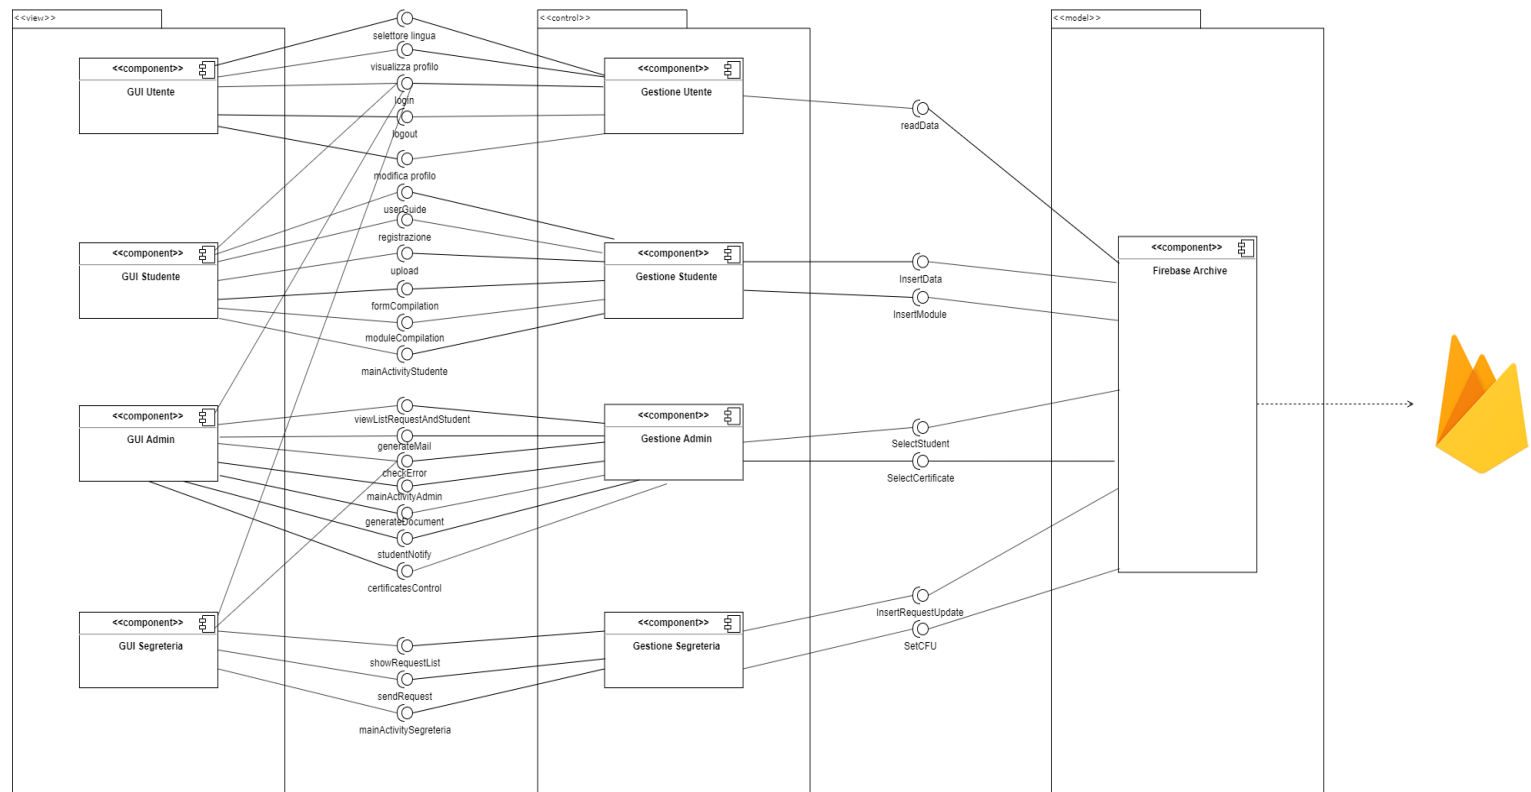 <<view>>
<<control>>
<<model>>
<<component>>
GUI Utente
<<component>>
GUI Studente
<<component>>
GUI Admin
<<component>>
GUI Segreteria
selettore lingua
visualizza profilo
login
logout
modifica profilo
userGuide
registrazione
upload
formCompilation
moduleCompilation
mainActivityStudente
viewListRequestAndStudent
generateMail
checkError
mainActivityAdmin
generateDocument
studentNotify
certificatesControl
showRequestList
sendRequest
mainActivitySegreteria
<<component>>
Gestione Utente
<<component>>
Gestione Studente
<<component>>
Gestione Admin
<<component>>
Gestione Segreteria
readData
InsertData
InsertModule
SelectStudent
SelectCertificate
InsertRequestUpdate
SetCFU
<<component>>
Firebase Archive